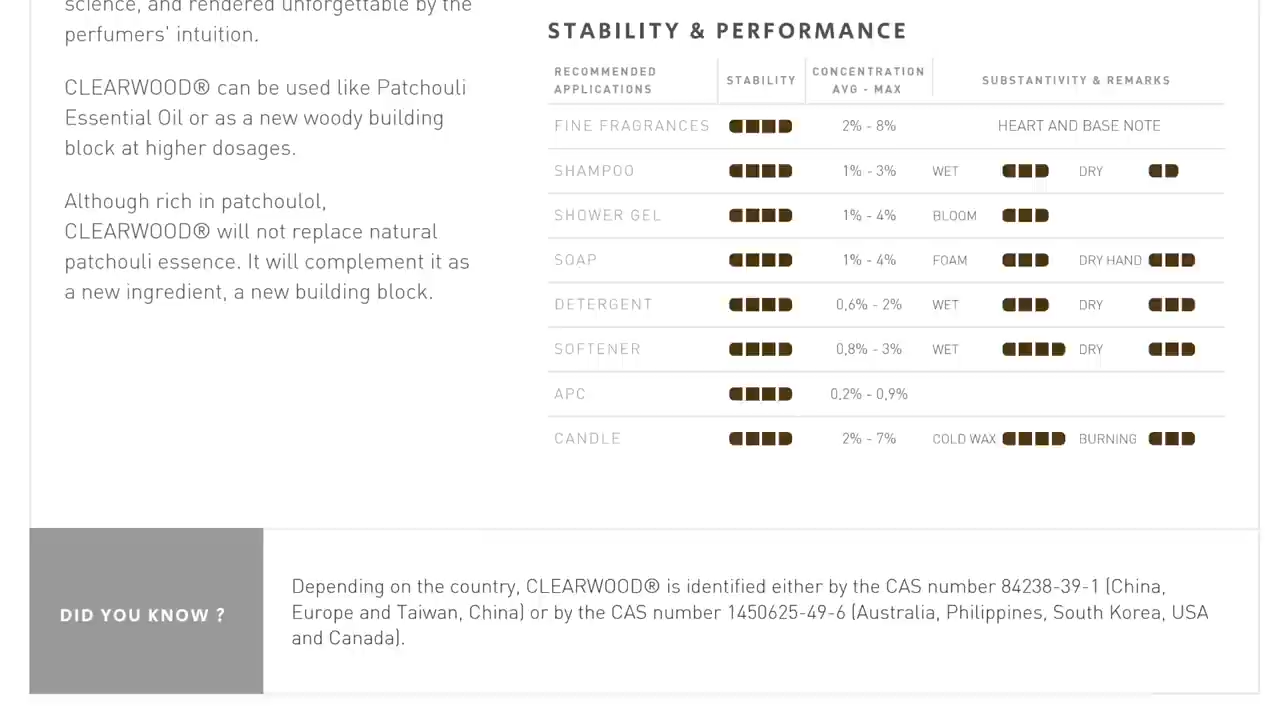 science, and rendered unforgettable by the
perfumers' intuition.
CLEARWOOD® can be used like Patchouli
Essential Oil or as a new woody building
block at higher dosages.
Although rich in patchoulol,
CLEARWOOD® will not replace natural
patchouli essence. It will complement it as
a new ingredient, a new building block.
STABILITY & PERFORMANCE
RECOMMENDED APPLICATIONS STABILITY CONCENTRATION AVG - MAX SUBSTANTIVITY & REMARKS
FINE FRAGRANCES 2% - 8% HEART AND BASE NOTE
SHAMPOO 1% - 3% WET DRY
SHOWER GEL 1% - 4% BLOOM
SOAP 1% - 4% FOAM DRY HAND
DETERGENT 0,6% - 2% WET DRY
SOFTENER 0,8% - 3% WET DRY
APC 0,2% - 0,9%
CANDLE 2% - 7% COLD WAX BURNING
DID YOU KNOW ?
Depending on the country, CLEARWOOD® is identified either by the CAS number 84238-39-1 (China,
Europe and Taiwan, China) or by the CAS number 1450625-49-6 (Australia, Philippines, South Korea, USA
and Canada).